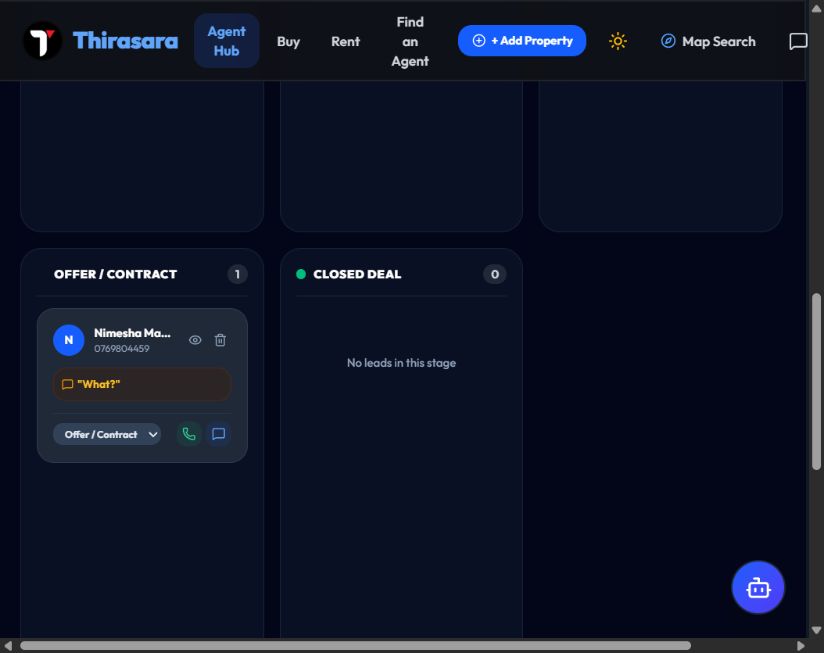 Thirasara
Agent
Hub
Buy
Rent
Find
an
Agent
+ Add Property
Map Search
OFFER / CONTRACT
1
N
Nimesha Ma...
0769804459
"What?"
Offer / Contract
CLOSED DEAL
0
No leads in this stage